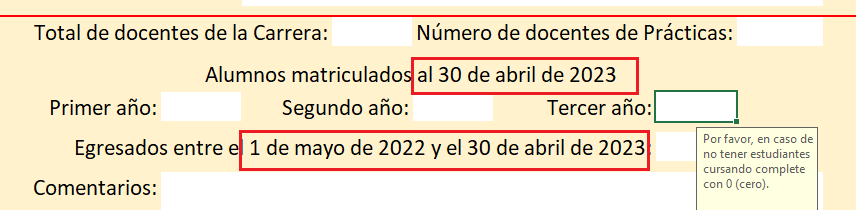 Total de docentes de la Carrera: Número de docentes de Prácticas:
Alumnos matriculados al 30 de abril de 2023
Primer año: Segundo año: Tercer año:
Egresados entre el 1 de mayo de 2022 y el 30 de abril de 2023:
Por favor, en caso de
no tener estudiantes
cursando complete
con 0 (cero).
Comentarios: